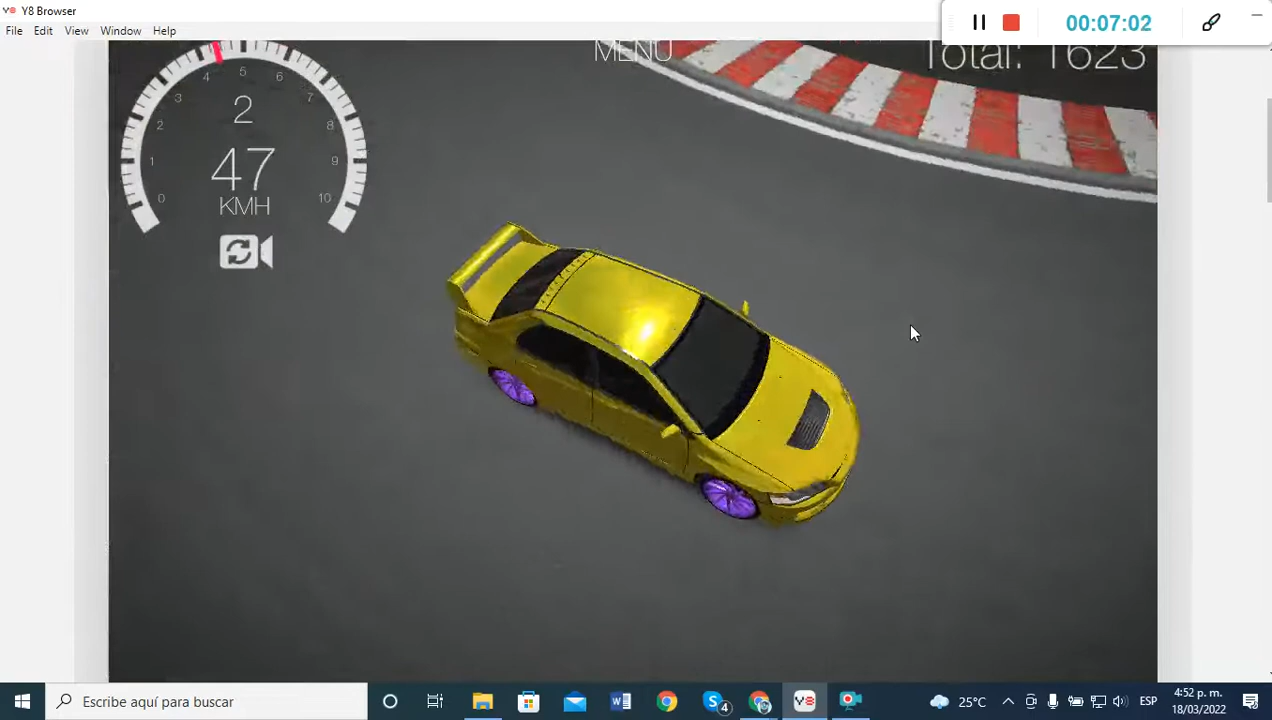 Y8 Browser
File Edit View Window Help
00:07:02
MENU
Total: 1623
0 1 2 3 4 5 6 7 8 9 10
2
47
KMH
Escribe aquí para buscar
4
25°C
ESP
4:52 p. m.
18/03/2022